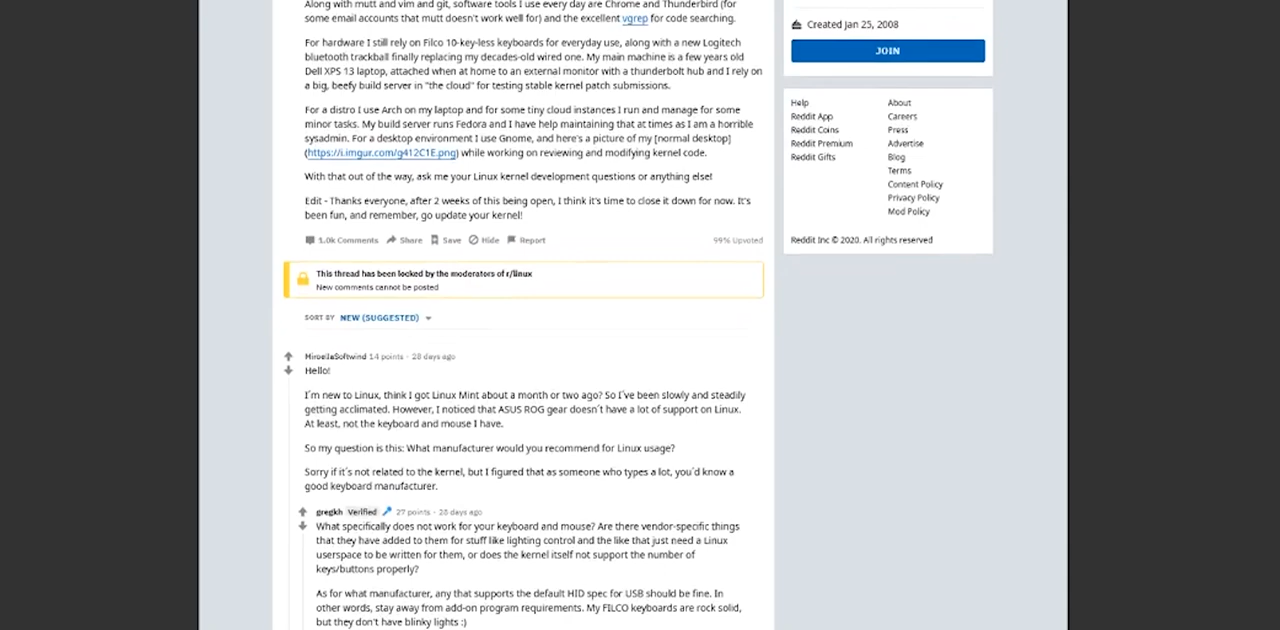 Along with mutt and vim and git, software tools I use every day are Chrome and Thunderbird (for
some email accounts that mutt doesn't work well for) and the excellent vgrep for code searching.
For hardware I still rely on Filco 10-key-less keyboards for everyday use, along with a new Logitech
bluetooth trackball finally replacing my decades-old wired one. My main machine is a few years old
Dell XPS 13 laptop, attached when at home to an external monitor with a thunderbolt hub and I rely on
a big, beefy build server in "the cloud" for testing stable kernel patch submissions.
For a distro I use Arch on my laptop and for some tiny cloud instances I run and manage for some
minor tasks. My build server runs Fedora and I have help maintaining that at times as I am a horrible
sysadmin. For a desktop environment I use Gnome, and here's a picture of my [normal desktop]
(https://i.imgur.com/g412C1E.png) while working on reviewing and modifying kernel code.
With that out of the way, ask me your Linux kernel development questions or anything else!
Edit - Thanks everyone, after 2 weeks of this being open, I think it's time to close it down for now. It's
been fun, and remember, go update your kernel!
1.0k Comments Share Save Hide Report 99% Upvoted
This thread has been locked by the moderators of r/linux
New comments cannot be posted
SORT BY NEW (SUGGESTED)
14 points · 28 days ago
Hello!
I'm new to Linux, think I got Linux Mint about a month or two ago? So I've been slowly and steadily
getting acclimated. However, I noticed that ASUS ROG gear doesn't have a lot of support on Linux.
At least, not the keyboard and mouse I have.
So my question is this: What manufacturer would you recommend for Linux usage?
Sorry if it's not related to the kernel, but I figured that as someone who types a lot, you'd know a
good keyboard manufacturer.
gregkh Verified 27 points · 28 days ago
What specifically does not work for your keyboard and mouse? Are there vendor-specific things
that they have added to them for stuff like lighting control and the like that just need a Linux
userspace to be written for them, or does the kernel itself not support the number of
keys/buttons properly?
As for what manufacturer, any that supports the default HID spec for USB should be fine. In
other words, stay away from add-on program requirements. My FILCO keyboards are rock solid,
but they don't have blinky lights :)
Created Jan 25, 2008
JOIN
Help About
Reddit App Careers
Reddit Coins Press
Reddit Premium Advertise
Reddit Gifts Blog
Terms
Content Policy
Privacy Policy
Mod Policy
Reddit Inc © 2020. All rights reserved